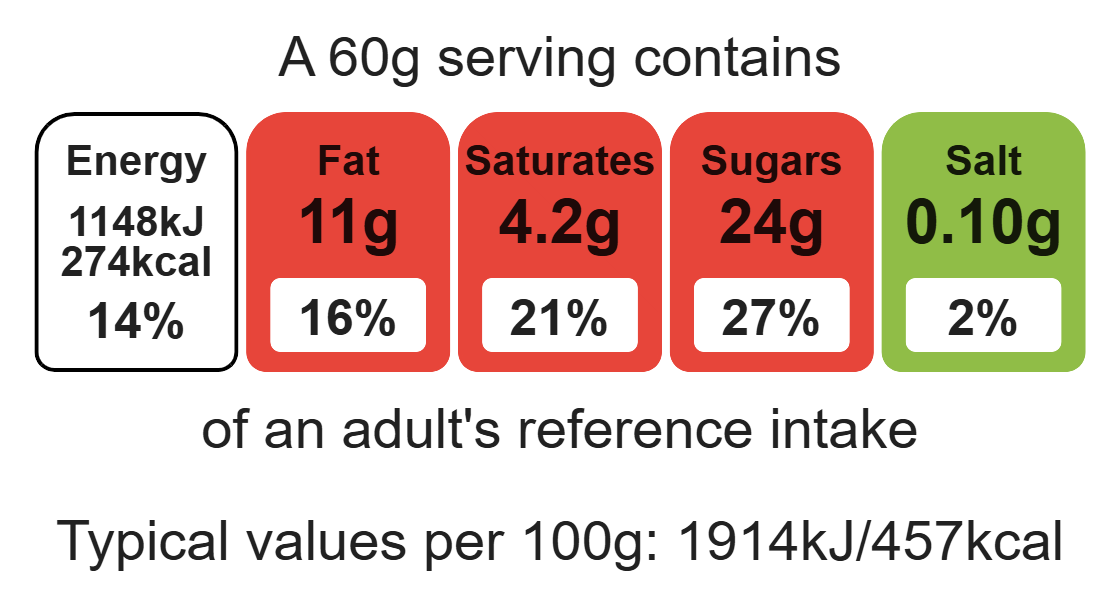 A 60g serving contains
Energy Fat Saturates Sugars Salt
1148kJ 11g 4.2g 24g 0.10g
274kcal
14% 16% 21% 27% 2%
of an adult's reference intake
Typical values per 100g: 1914kJ/457kcal